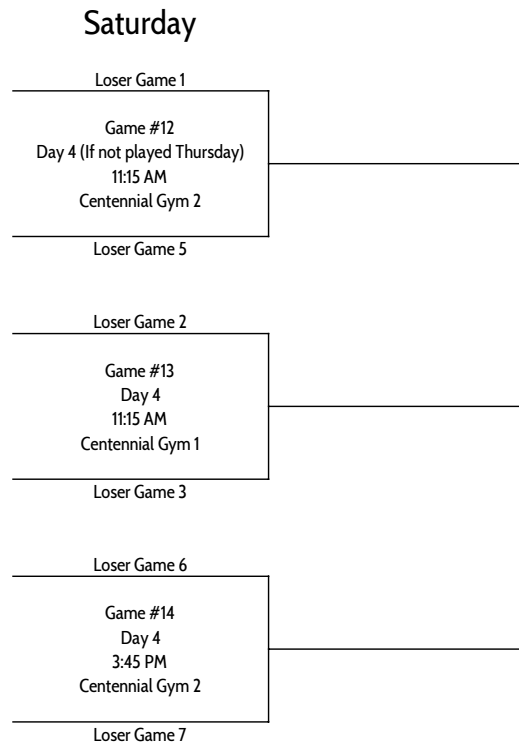 Saturday
Loser Game 1
Game #12
Day 4 (If not played Thursday)
11:15 AM
Centennial Gym 2
Loser Game 5
Loser Game 2
Game #13
Day 4
11:15 AM
Centennial Gym 1
Loser Game 3
Loser Game 6
Game #14
Day 4
3:45 PM
Centennial Gym 2
Loser Game 7